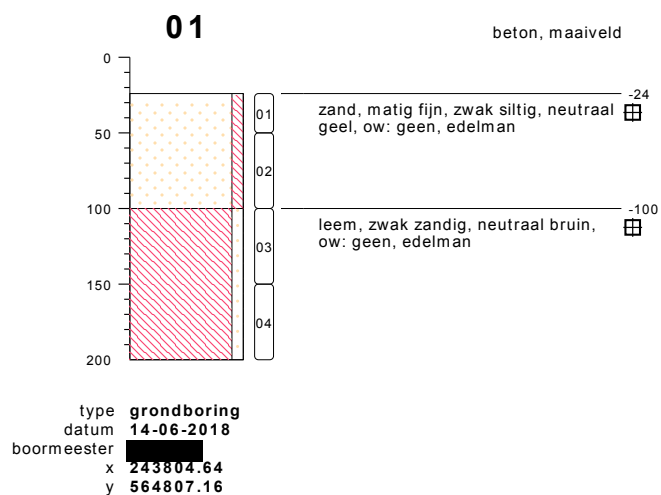 01
beton, maaiveld
0
-24
01
zand, matig fijn, zwak siltig, neutraal
geel, ow: geen, edelman
50
02
100
-100
leem, zwak zandig, neutraal bruin,
ow: geen, edelman
03
150
04
200
type grondboring
datum 14-06-2018
boormeester
x 243804.64
y 564807.16